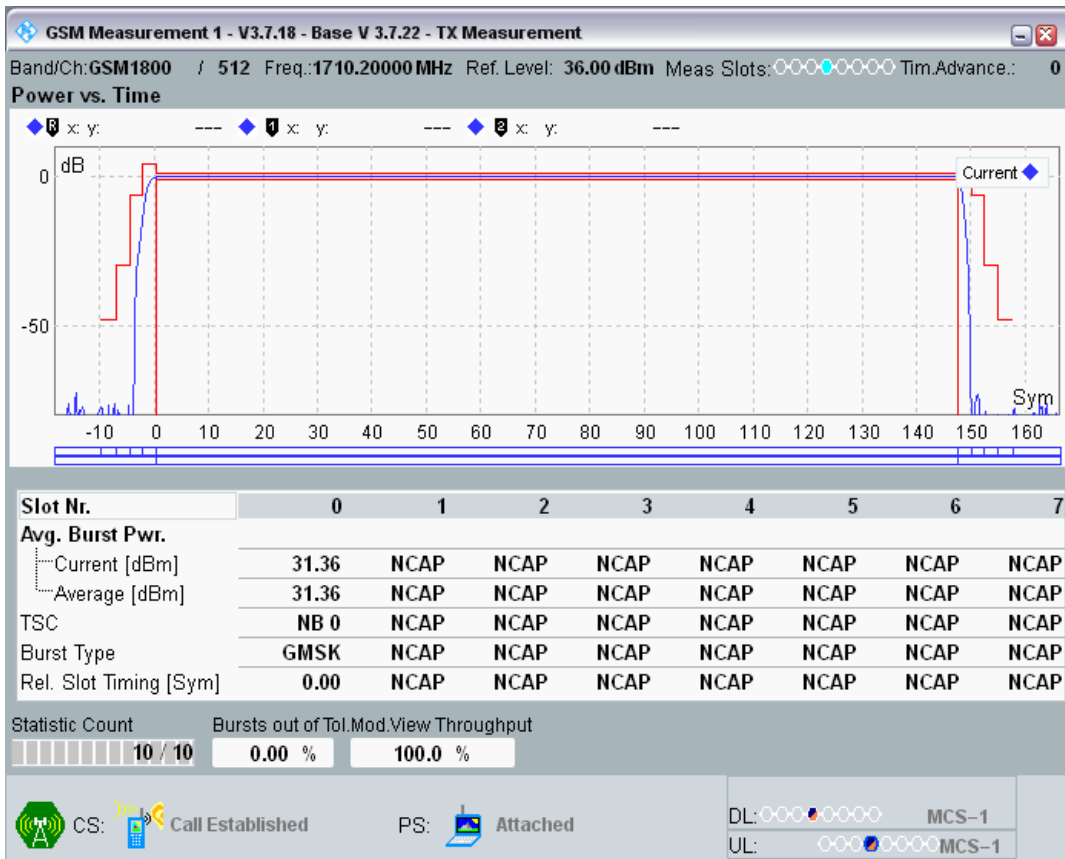 GSM Measurement 1 - V3.7.18 - Base V 3.7.22 - TX Measurement
Band/Ch:GSM1800 / 512 Freq.:1710.20000 MHz Ref. Level: 36.00 dBm Meas Slots: Tim.Advance.: 0
Power vs. Time
R x: y: --- 1 x: y: --- 2 x: y: ---
dB
Current
0
-50
Sym
-10 0 10 20 30 40 50 60 70 80 90 100 110 120 130 140 150 160
Slot Nr. 0 1 2 3 4 5 6 7
Avg. Burst Pwr.
Current [dBm] 31.36 NCAP NCAP NCAP NCAP NCAP NCAP NCAP
Average [dBm] 31.36 NCAP NCAP NCAP NCAP NCAP NCAP NCAP
TSC NB 0 NCAP NCAP NCAP NCAP NCAP NCAP NCAP
Burst Type GMSK NCAP NCAP NCAP NCAP NCAP NCAP NCAP
Rel. Slot Timing [Sym] 0.00 NCAP NCAP NCAP NCAP NCAP NCAP NCAP
Statistic Count Bursts out of Tol.Mod.View Throughput
10 / 10 0.00 % 100.0 %
CS: Call Established PS: Attached
DL: MCS-1
UL: MCS-1